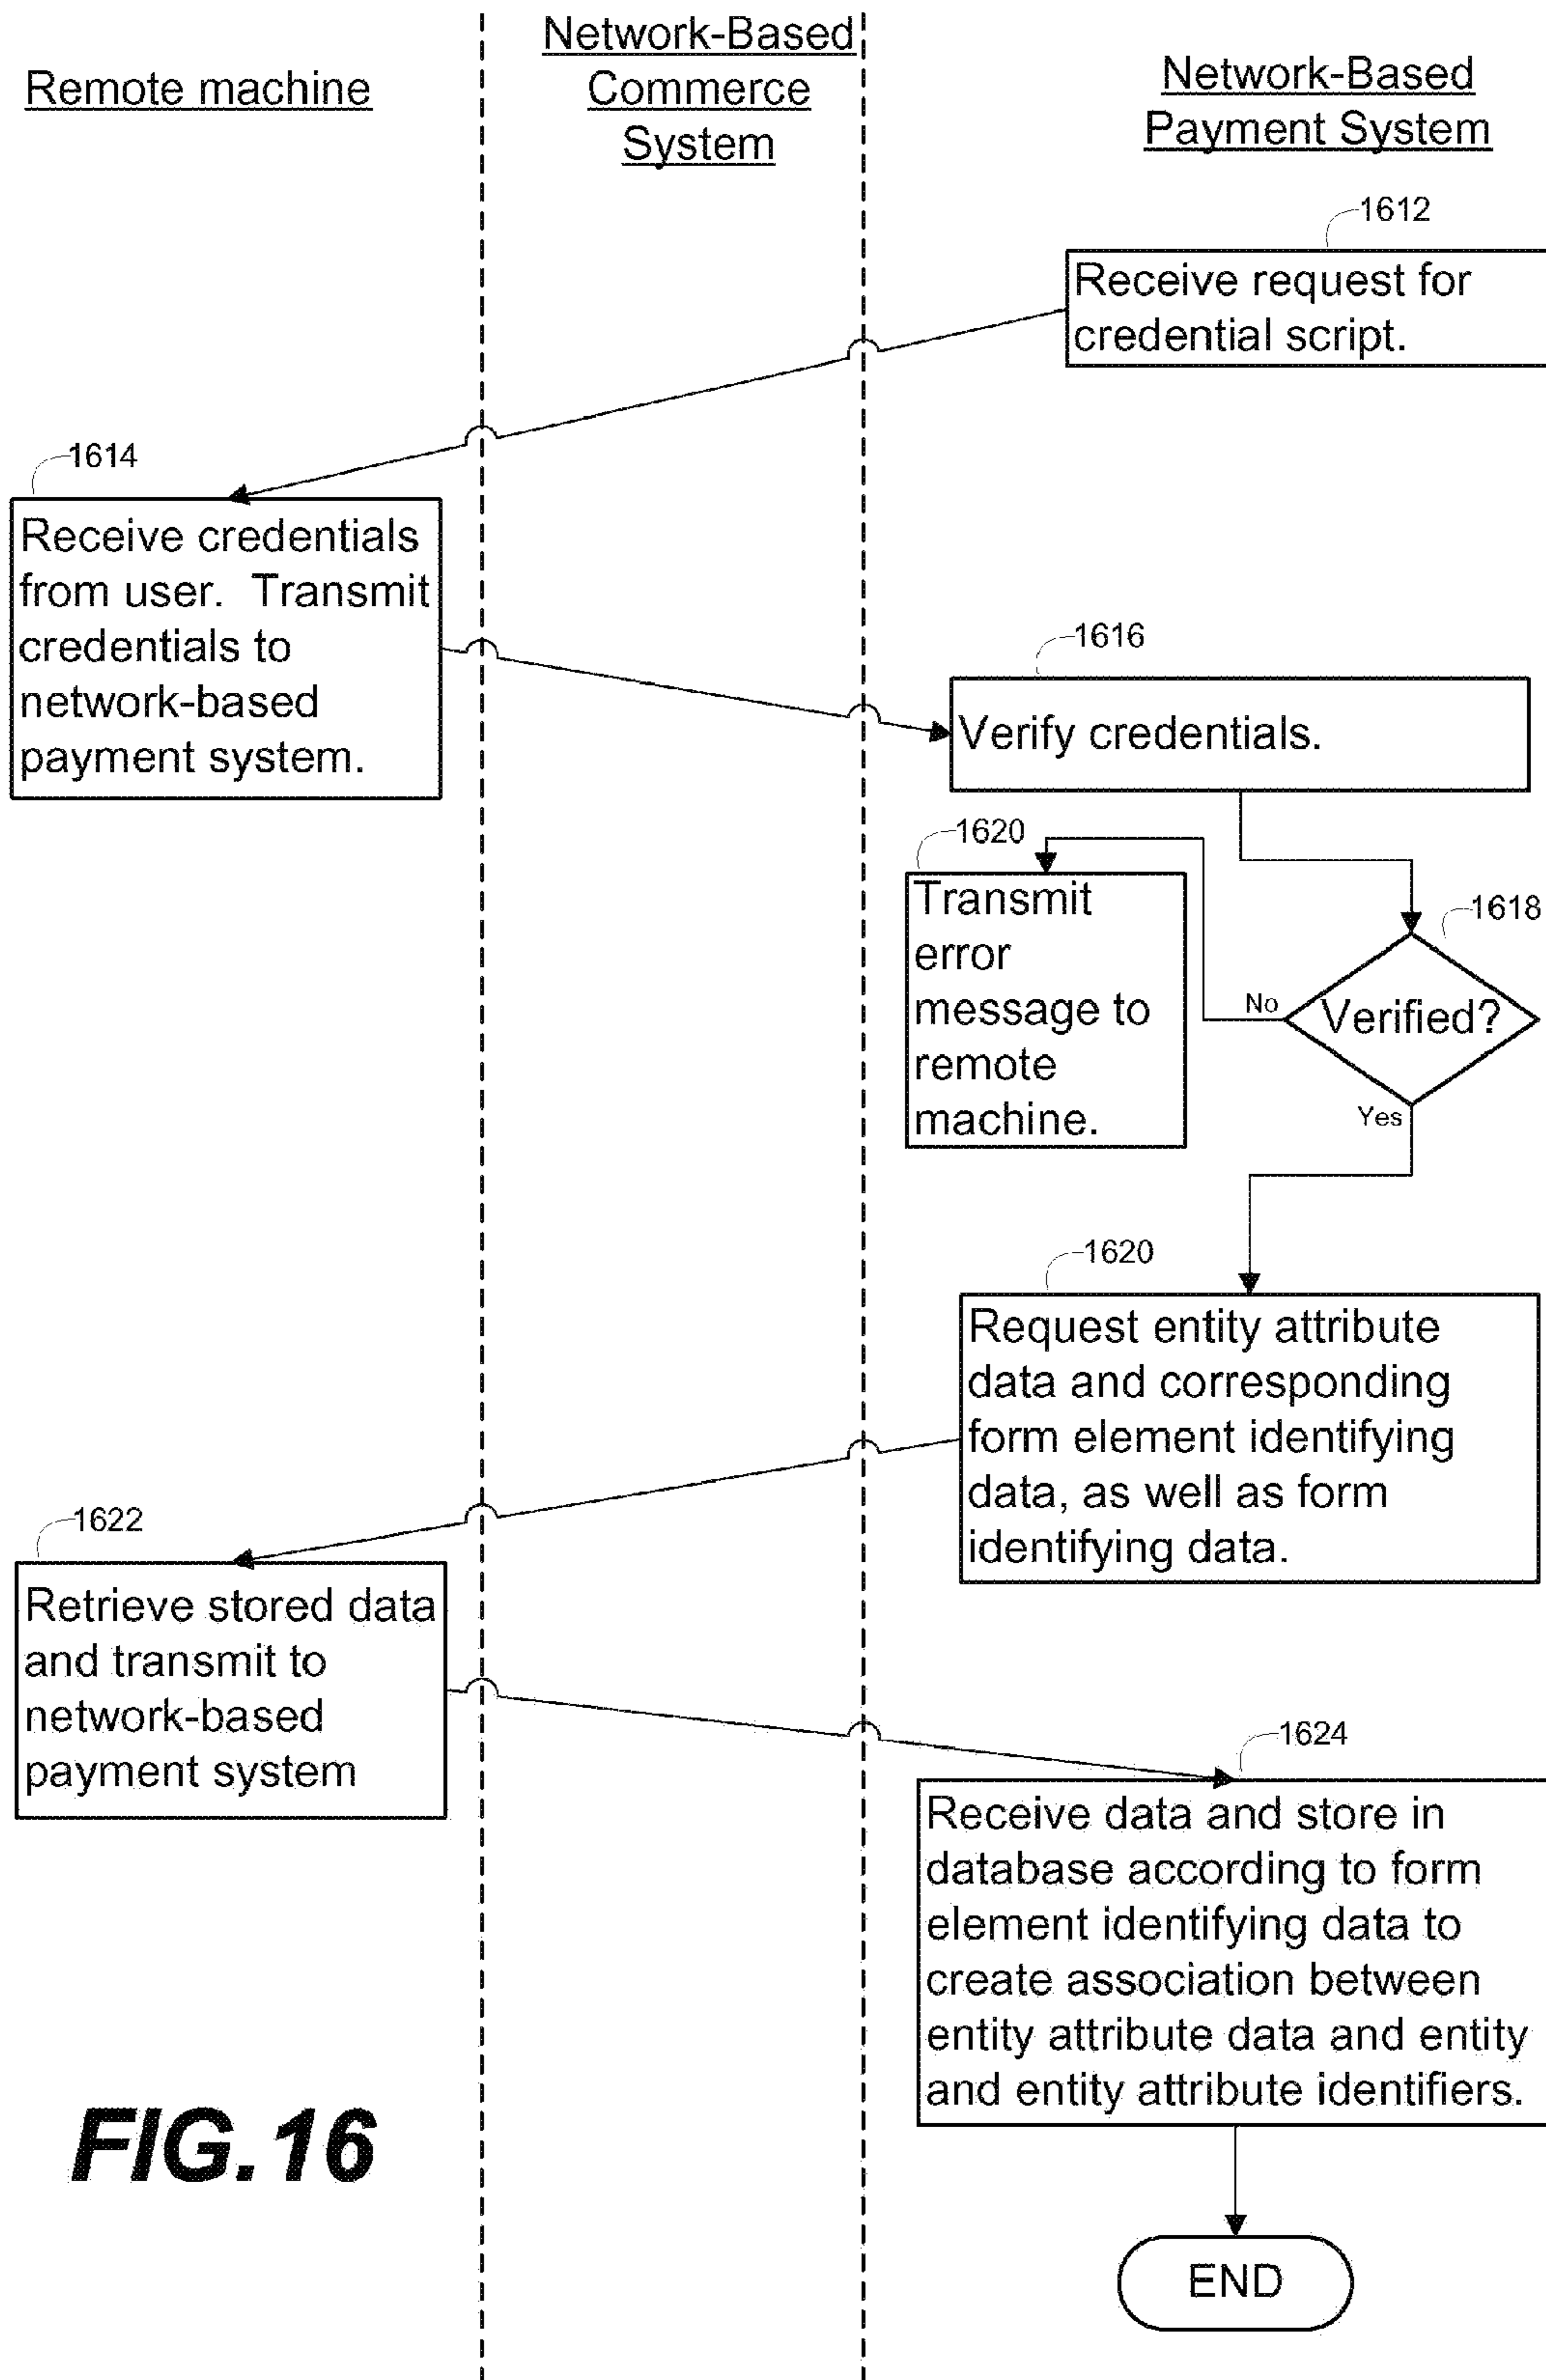 Remote machine
Network-Based
Commerce
System
Network-Based
Payment System
1612
Receive request for
credential script.
1614
Receive credentials
from user. Transmit
credentials to
network-based
payment system.
1616
Verify credentials.
1620
Transmit
error
message to
remote
machine.
1618
Verified?
No
Yes
1620
Request entity attribute
data and corresponding
form element identifying
data, as well as form
identifying data.
1622
Retrieve stored data
and transmit to
network-based
payment system
1624
Receive data and store in
database according to form
element identifying data to
create association between
entity attribute data and entity
and entity attribute identifiers.
END
FIG. 16